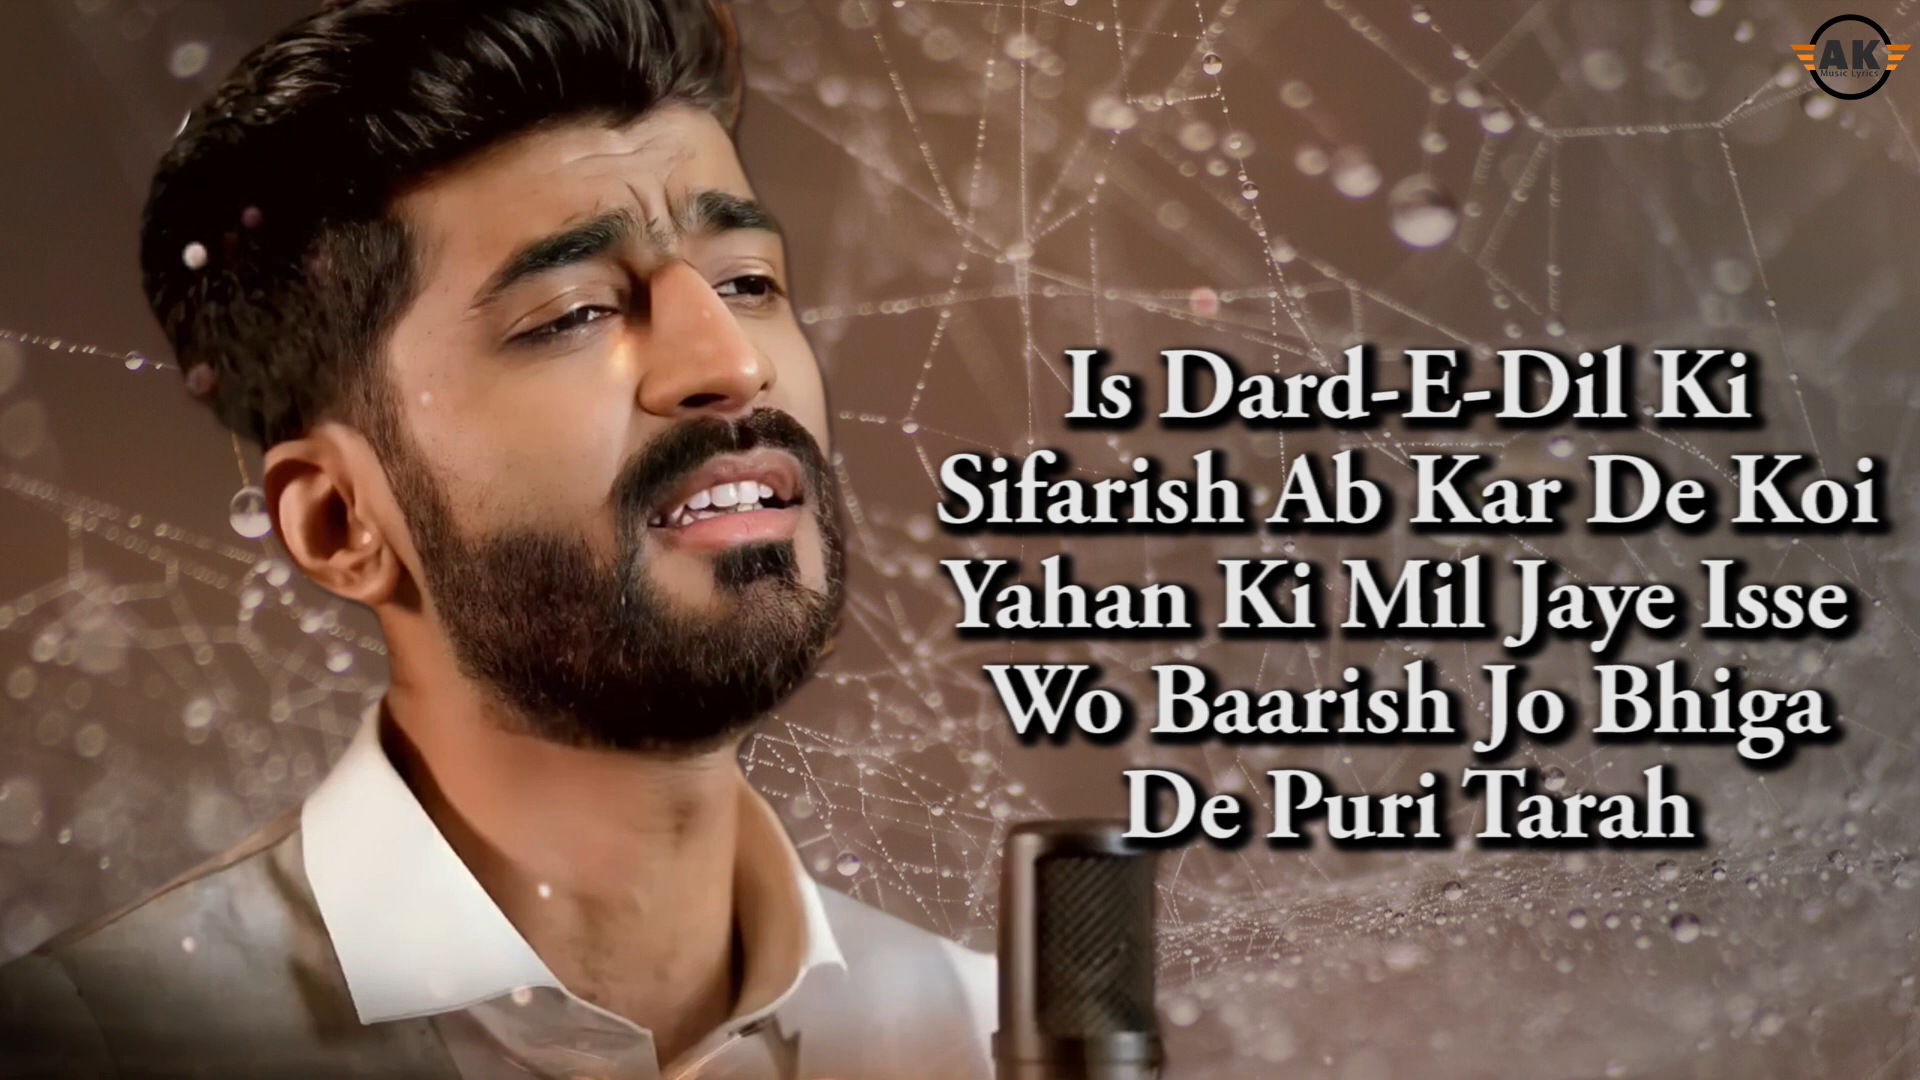 AK
Music Lyrics
Is Dard-E-Dil Ki
Sifarish Ab Kar De Koi
Yahan Ki Mil Jaye Isse
Wo Baarish Jo Bhiga
De Puri Tarah